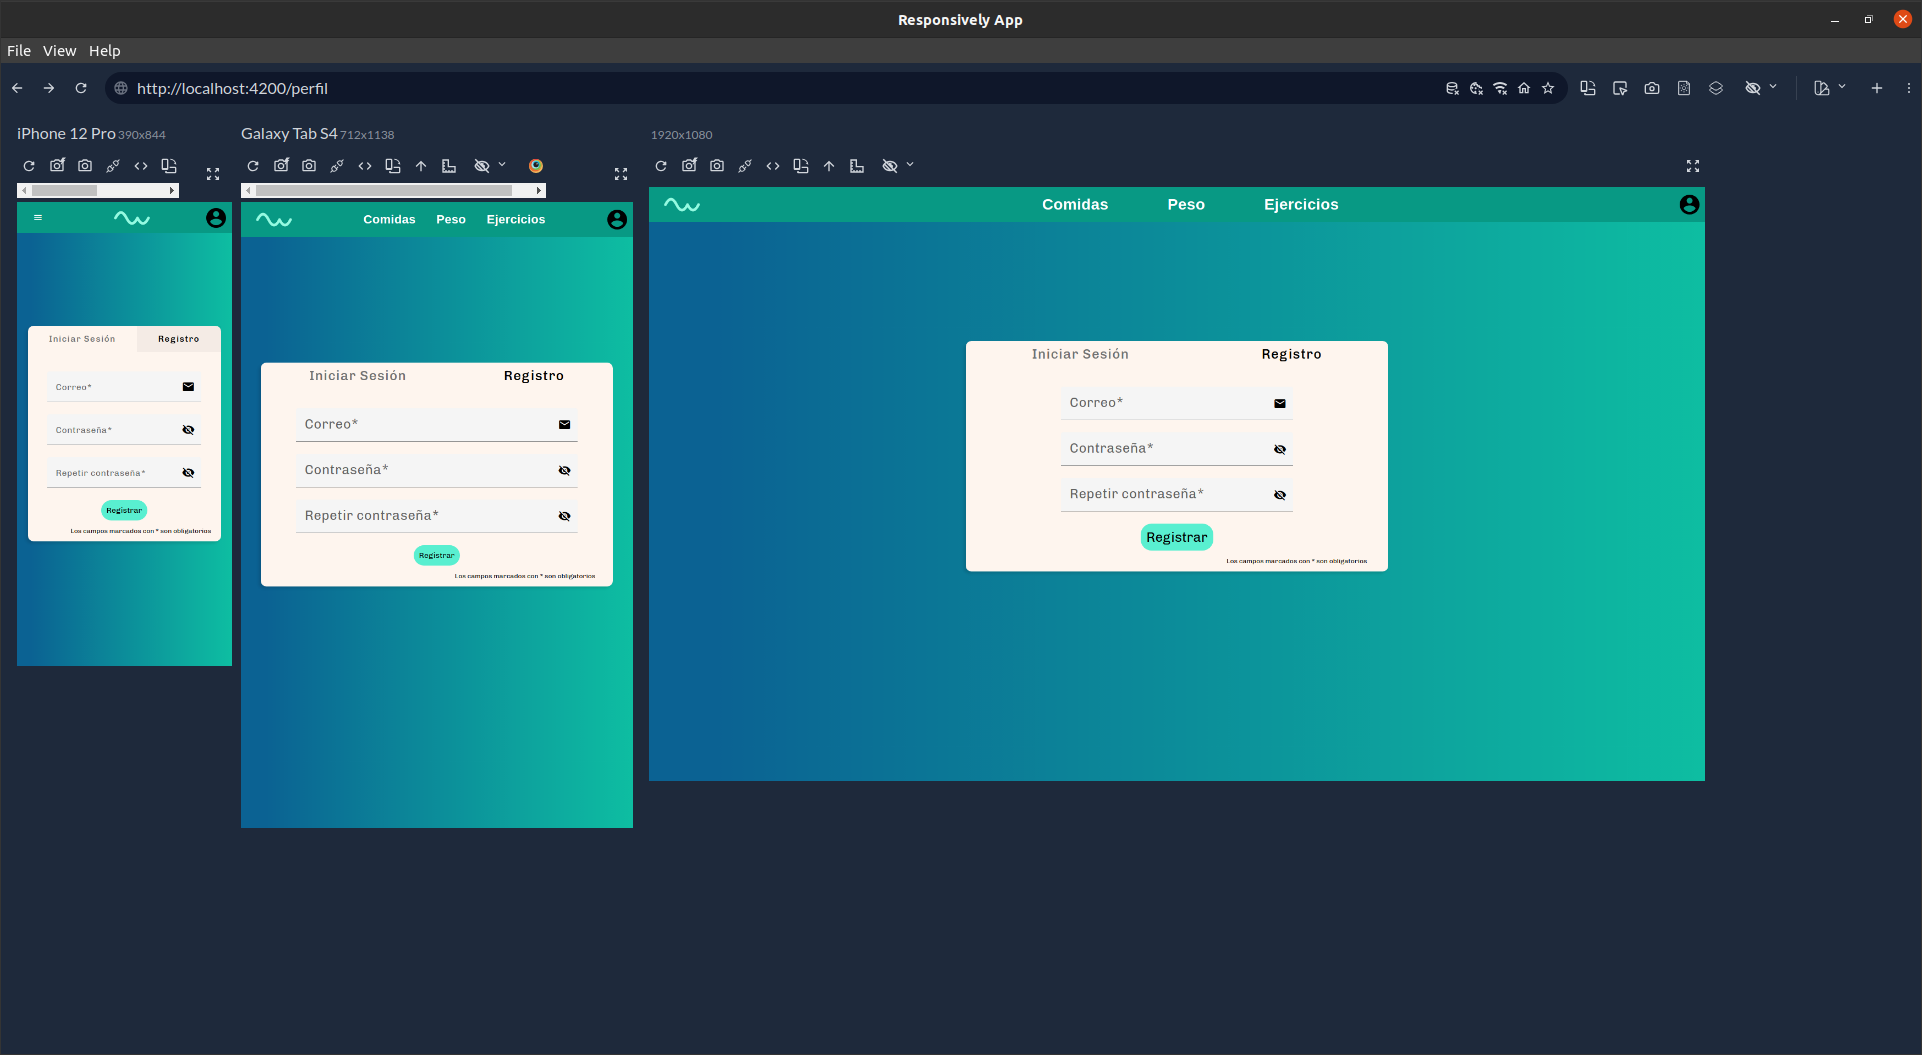 Responsively App
File View Help
http://localhost:4200/perfil
iPhone 12 Pro 390x844
Galaxy Tab S4 712x1138
1920x1080
Iniciar Sesión Registro
Correo*
Contraseña*
Repetir contraseña*
Registrar
Los campos marcados con * son obligatorios
Comidas Peso Ejercicios
Iniciar Sesión Registro
Correo*
Contraseña*
Repetir contraseña*
Registrar
Los campos marcados con * son obligatorios
Comidas Peso Ejercicios
Iniciar Sesión Registro
Correo*
Contraseña*
Repetir contraseña*
Registrar
Los campos marcados con * son obligatorios